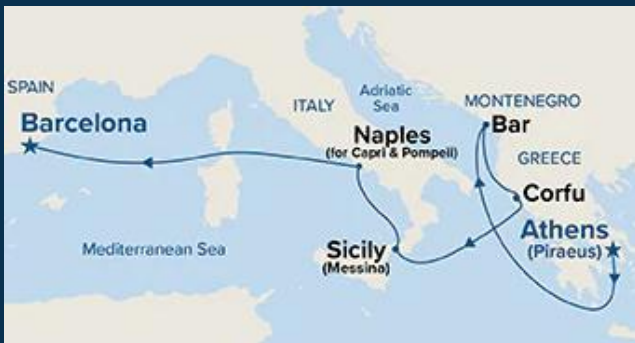 SPAIN
Barcelona
ITALY
Adriatic
Sea
MONTENEGRO
Bar
Naples
(for Capri & Pompeii)
GREECE
Corfu
Athens
(Piraeus)
Sicily
(Messina)
Mediterranean Sea